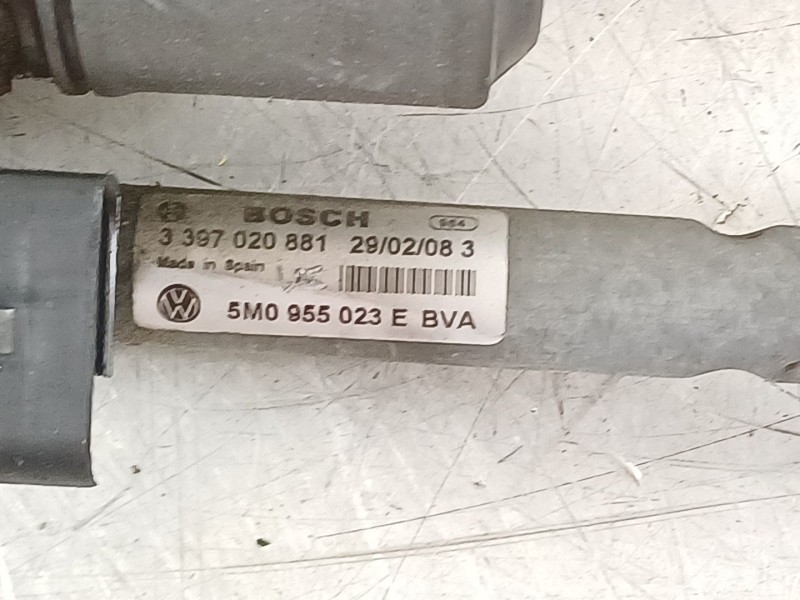 BOSCH
3 397 020 881 29/02/08 3
Made in Spain
5M0 955 023 E BVA